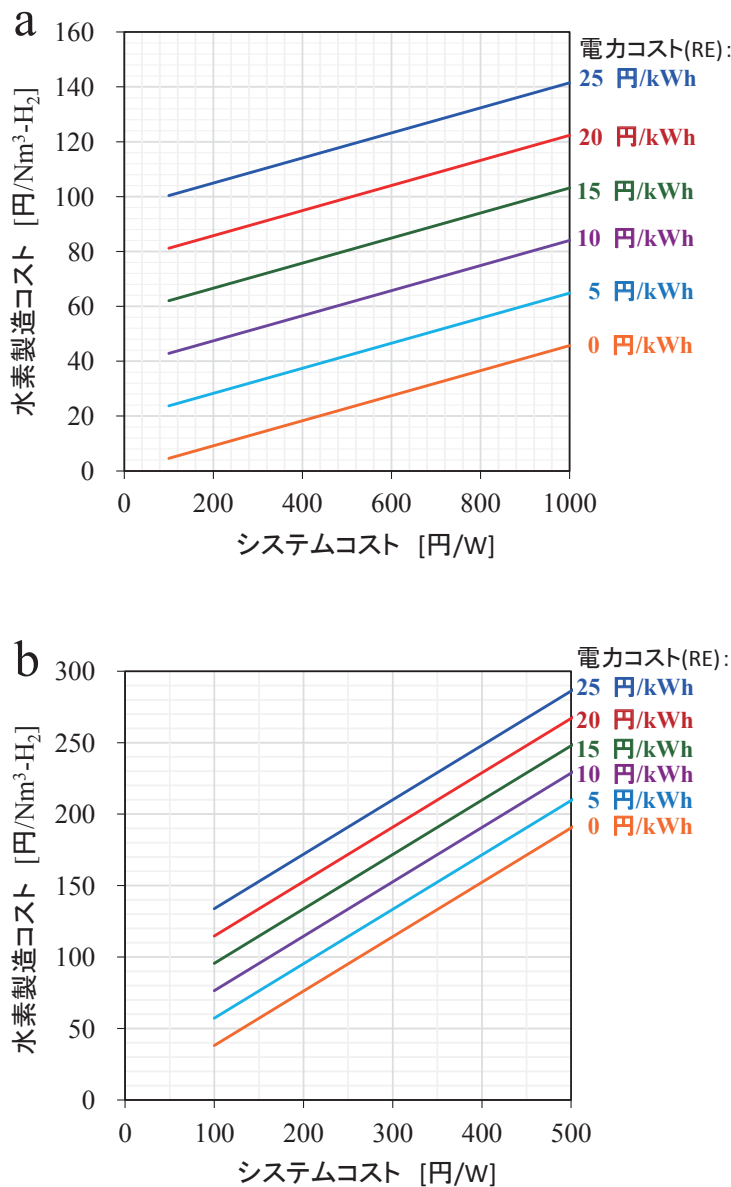 a
電力コスト(RE):
25 円/kWh
20 円/kWh
15 円/kWh
10 円/kWh
5 円/kWh
0 円/kWh
水素製造コスト [円/Nm³-H₂]
160
140
120
100
80
60
40
20
0
0 200 400 600 800 1000
システムコスト [円/W]
b
電力コスト(RE):
25 円/kWh
20 円/kWh
15 円/kWh
10 円/kWh
5 円/kWh
0 円/kWh
水素製造コスト [円/Nm³-H₂]
300
250
200
150
100
50
0
0 100 200 300 400 500
システムコスト [円/W]